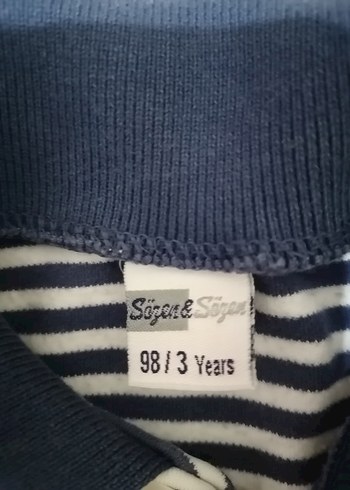 Sözen& Sözen
98 / 3 Years